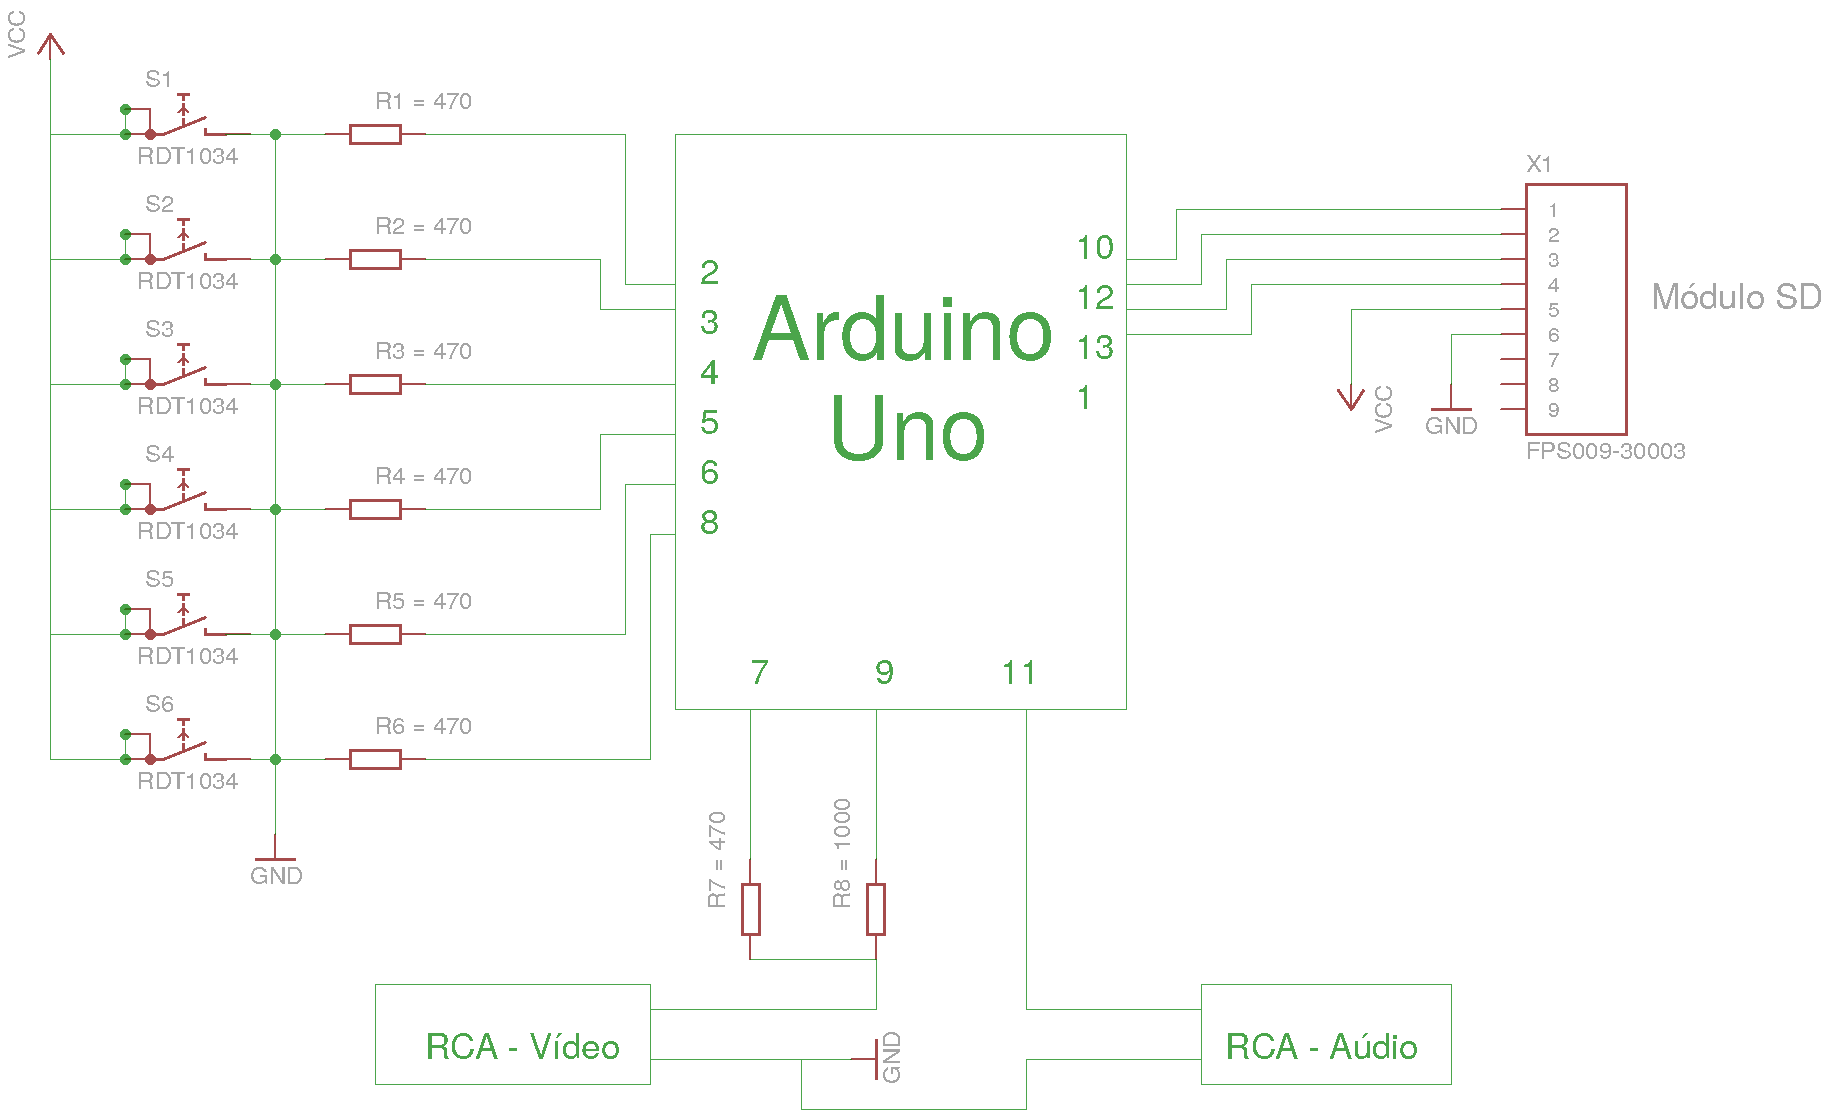 VCC
S1
RDT1034
R1 = 470
S2
RDT1034
R2 = 470
S3
RDT1034
R3 = 470
S4
RDT1034
R4 = 470
S5
RDT1034
R5 = 470
S6
RDT1034
R6 = 470
GND
Arduino
Uno
2
3
4
5
6
8
10
12
13
1
7
9
11
X1
1
2
3
4
5
6
7
8
9
FPS009-30003
Módulo SD
VCC
GND
R7 = 470
R8 = 1000
RCA - Vídeo
GND
RCA - Aúdio